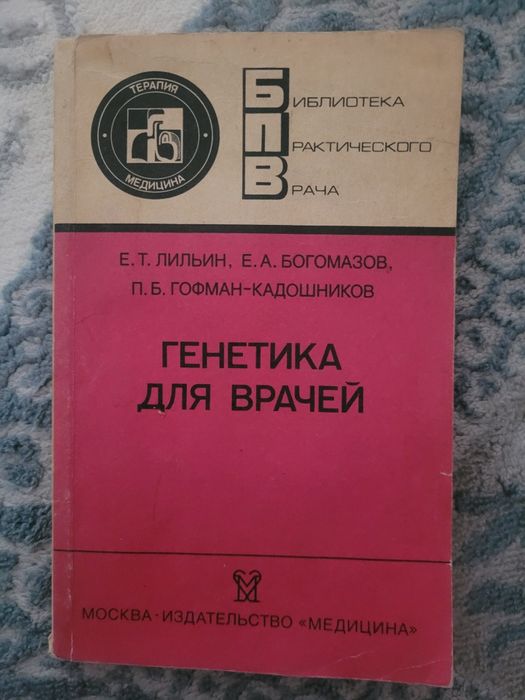 ТЕРАПИЯ
МЕДИЦИНА
БИБЛИОТЕКА
ПРАКТИЧЕСКОГО
ВРАЧА
Е.Т. ЛИЛЬИН, Е.А. БОГОМАЗОВ,
П.Б. ГОФМАН-КАДОШНИКОВ
ГЕНЕТИКА
ДЛЯ ВРАЧЕЙ
МОСКВА·ИЗДАТЕЛЬСТВО «МЕДИЦИНА»